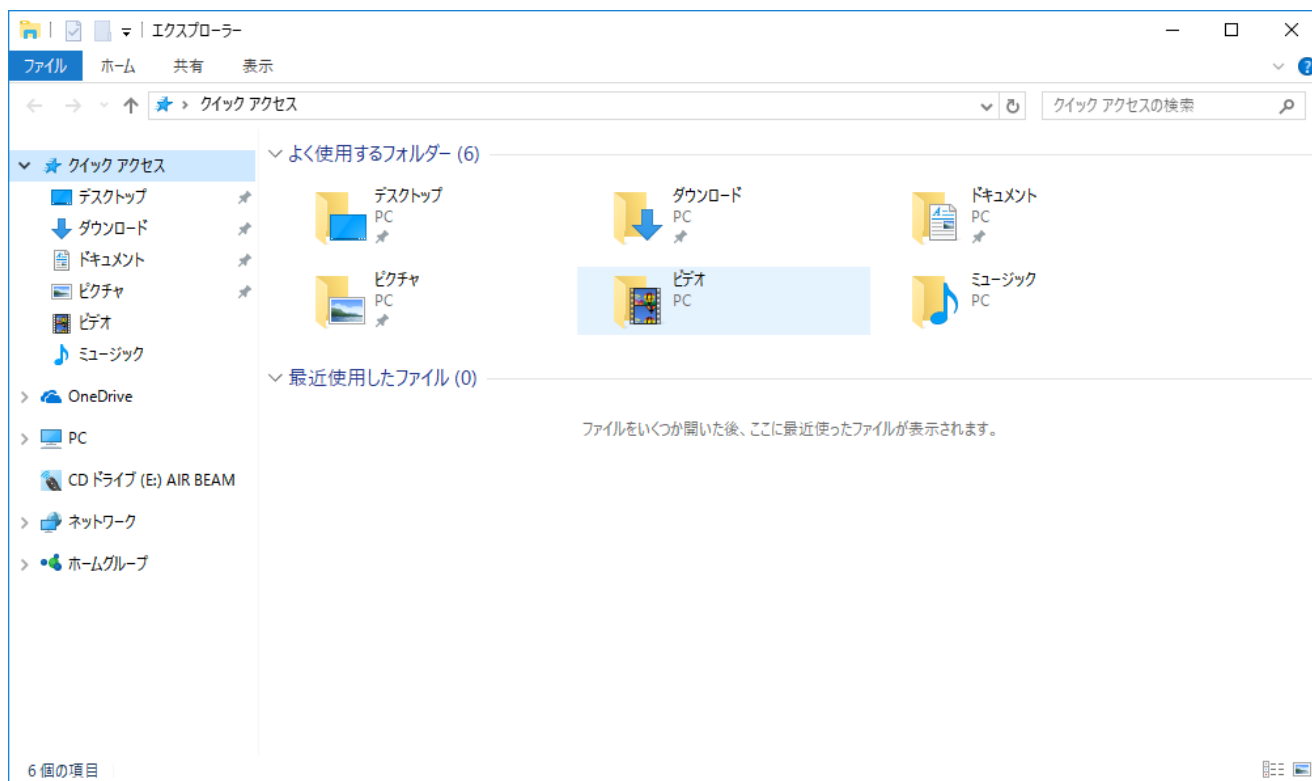 エクスプローラー
ファイル ホーム 共有 表示
クイック アクセス
クイック アクセスの検索
クイック アクセス
デスクトップ
ダウンロード
ドキュメント
ピクチャ
ビデオ
ミュージック
OneDrive
PC
CD ドライブ (E:) AIR BEAM
ネットワーク
ホームグループ
よく使用するフォルダー (6)
デスクトップ
PC
ダウンロード
PC
ドキュメント
PC
ピクチャ
PC
ビデオ
PC
ミュージック
PC
最近使用したファイル (0)
ファイルをいくつか開いた後、ここに最近使ったファイルが表示されます。
6 個の項目